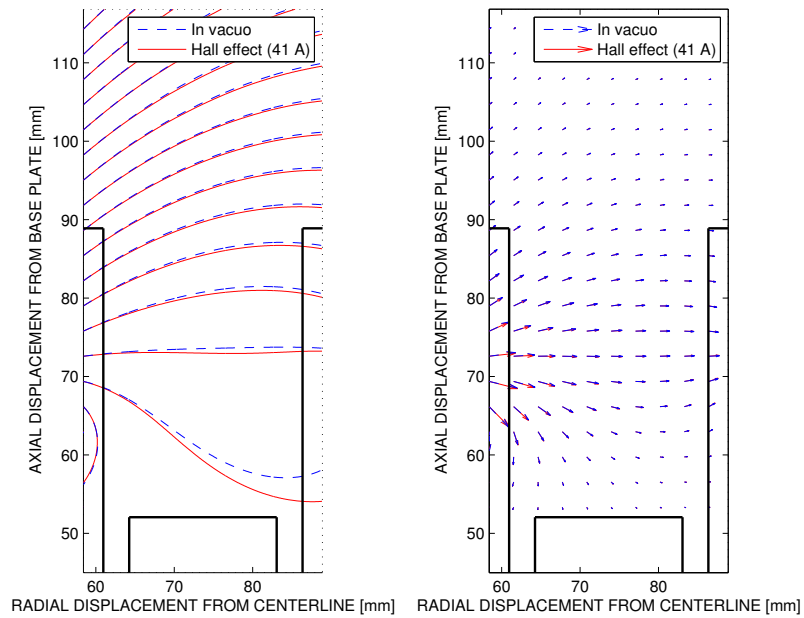 In vacuo
Hall effect (41 A)
110
100
90
80
70
60
50
60
70
80
AXIAL DISPLACEMENT FROM BASE PLATE [mm]
RADIAL DISPLACEMENT FROM CENTERLINE [mm]
In vacuo
Hall effect (41 A)
110
100
90
80
70
60
50
60
70
80
AXIAL DISPLACEMENT FROM BASE PLATE [mm]
RADIAL DISPLACEMENT FROM CENTERLINE [mm]